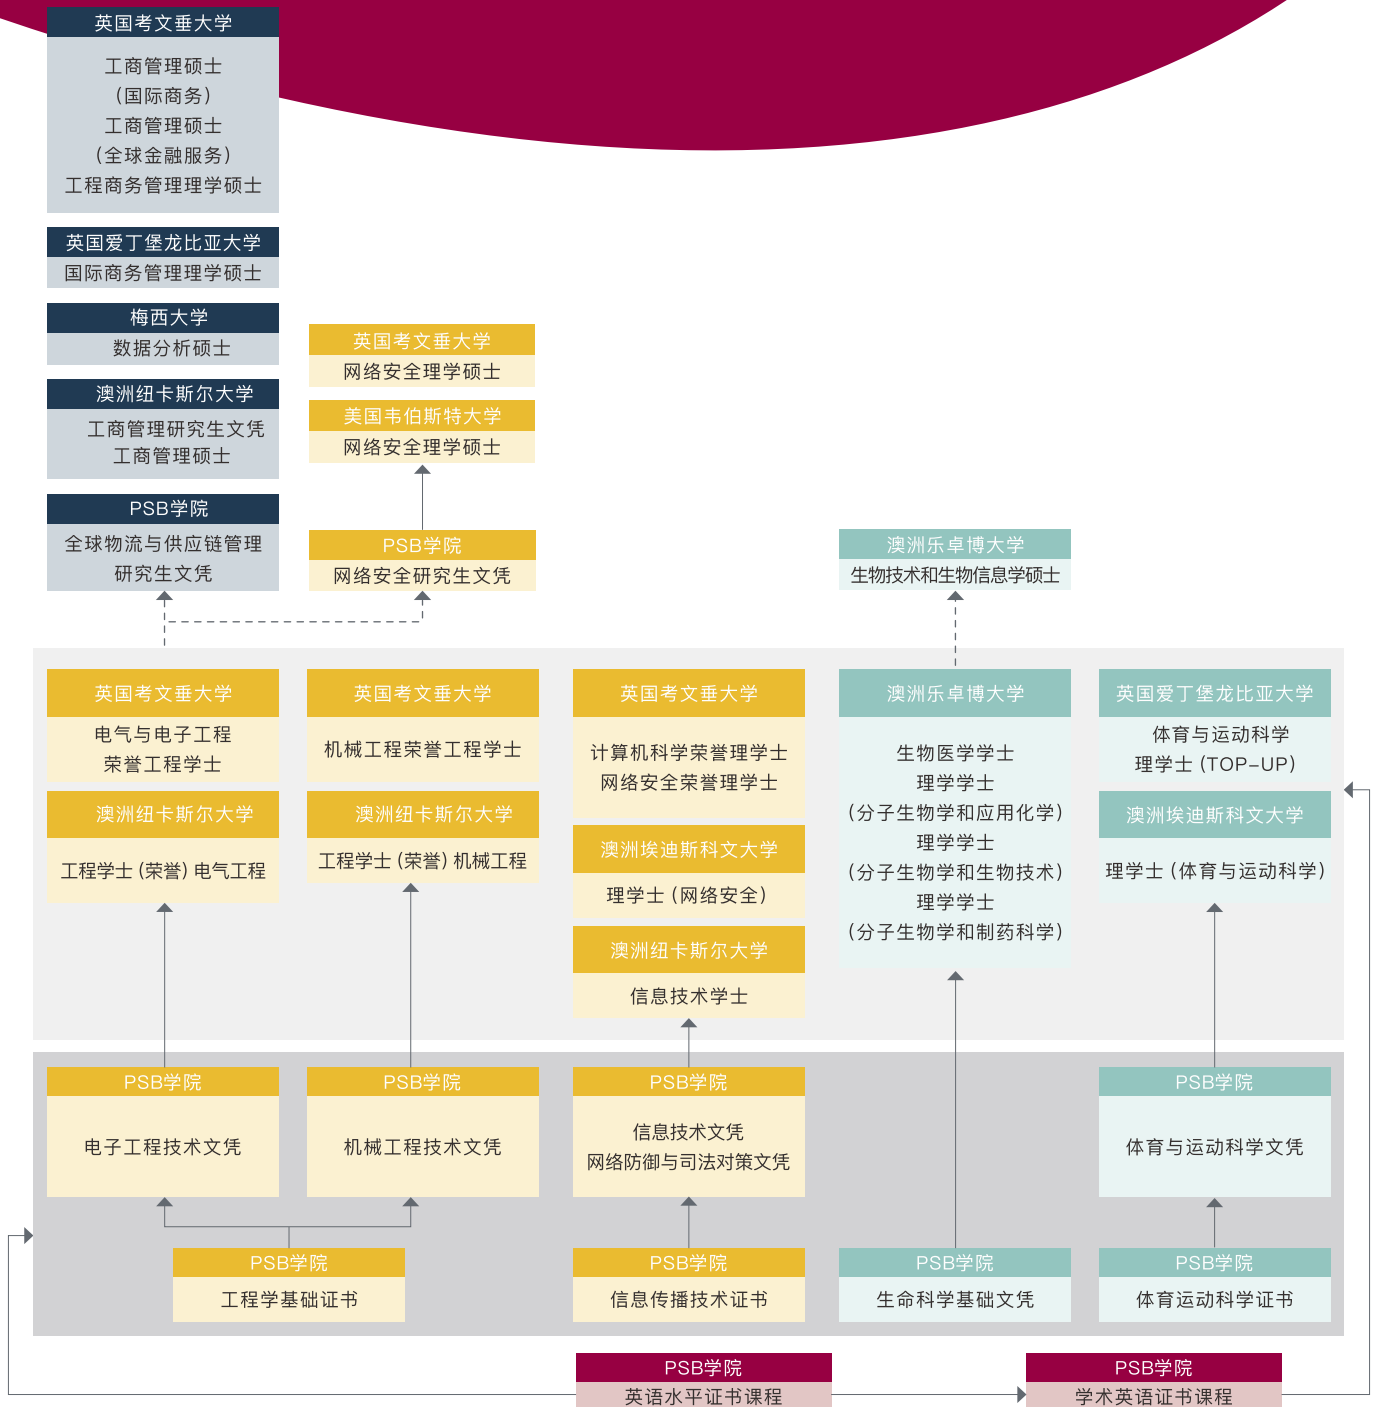 英国考文垂大学
工商管理硕士
(国际商务)
工商管理硕士
(全球金融服务)
工程商务管理理学硕士
英国爱丁堡龙比亚大学
国际商务管理理学硕士
梅西大学
数据分析硕士
澳洲纽卡斯尔大学
工商管理研究生文凭
工商管理硕士
PSB学院
全球物流与供应链管理
研究生文凭
英国考文垂大学
网络安全理学硕士
美国韦伯斯特大学
网络安全理学硕士
PSB学院
网络安全研究生文凭
澳洲乐卓博大学
生物技术和生物信息学硕士
英国考文垂大学
电气与电子工程
荣誉工程学士
澳洲纽卡斯尔大学
工程学士 (荣誉) 电气工程
英国考文垂大学
机械工程荣誉工程学士
澳洲纽卡斯尔大学
工程学士 (荣誉) 机械工程
英国考文垂大学
计算机科学荣誉理学士
网络安全荣誉理学士
澳洲埃迪斯科文大学
理学士 (网络安全)
澳洲纽卡斯尔大学
信息技术学士
澳洲乐卓博大学
生物医学学士
理学学士
(分子生物学和应用化学)
理学学士
(分子生物学和生物技术)
理学学士
(分子生物学和制药科学)
英国爱丁堡龙比亚大学
体育与运动科学
理学士 (TOP-UP)
澳洲埃迪斯科文大学
理学士 (体育与运动科学)
PSB学院
电子工程技术文凭
PSB学院
机械工程技术文凭
PSB学院
信息技术文凭
网络防御与司法对策文凭
PSB学院
体育与运动科学文凭
PSB学院
工程学基础证书
PSB学院
信息传播技术证书
PSB学院
生命科学基础文凭
PSB学院
体育运动科学证书
PSB学院
英语水平证书课程
PSB学院
学术英语证书课程